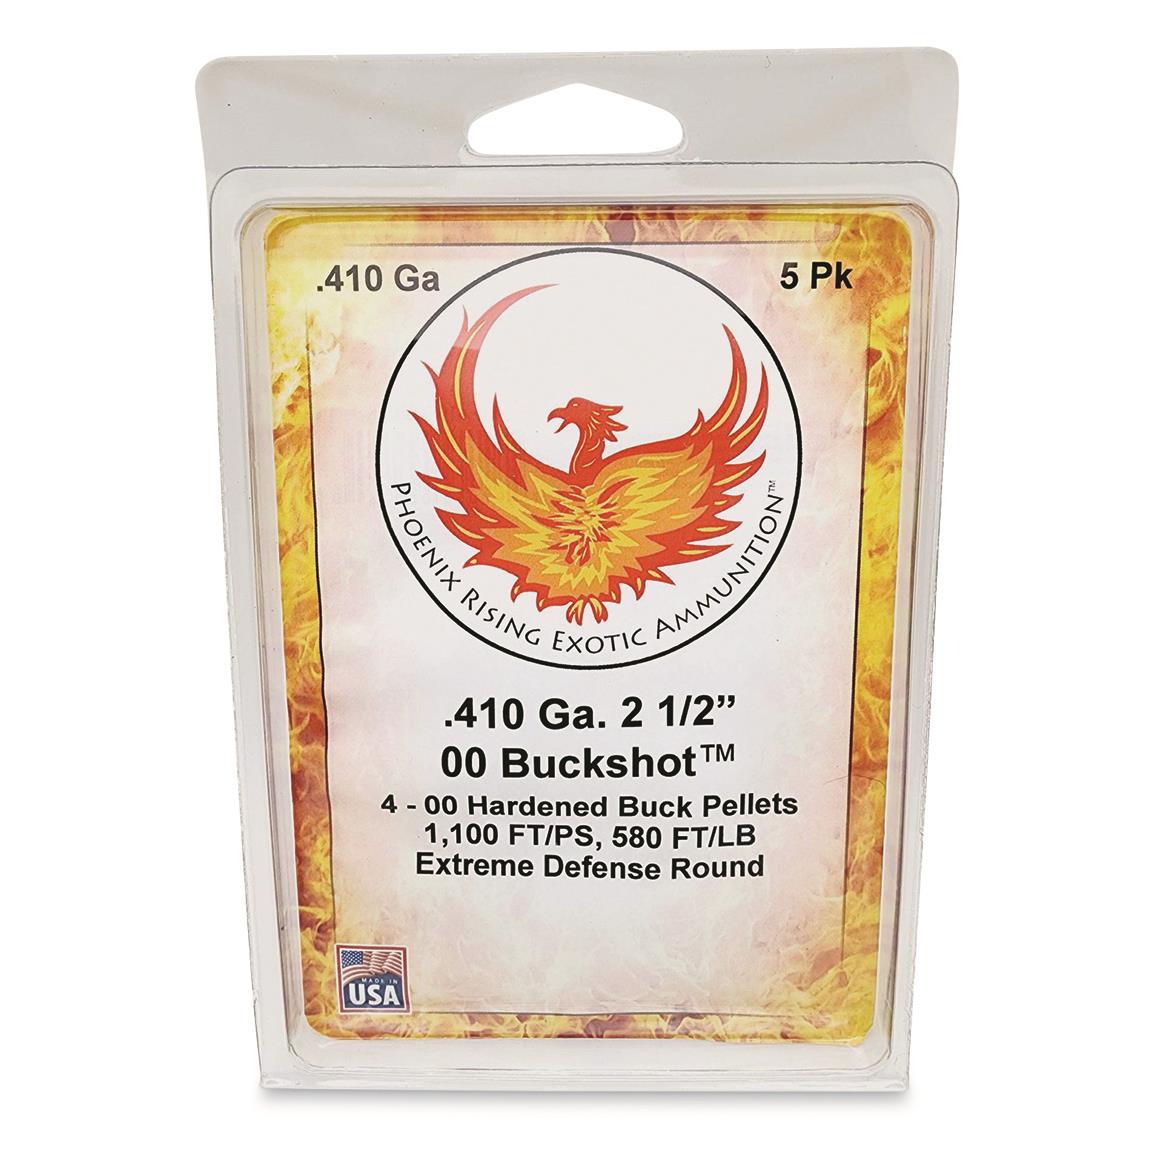 .410 Ga
5 Pk
PHOENIX RISING EXOTIC AMMUNITION™
.410 Ga. 2 1/2”
00 Buckshot™
4 - 00 Hardened Buck Pellets
1,100 FT/PS, 580 FT/LB
Extreme Defense Round
MADE IN
USA